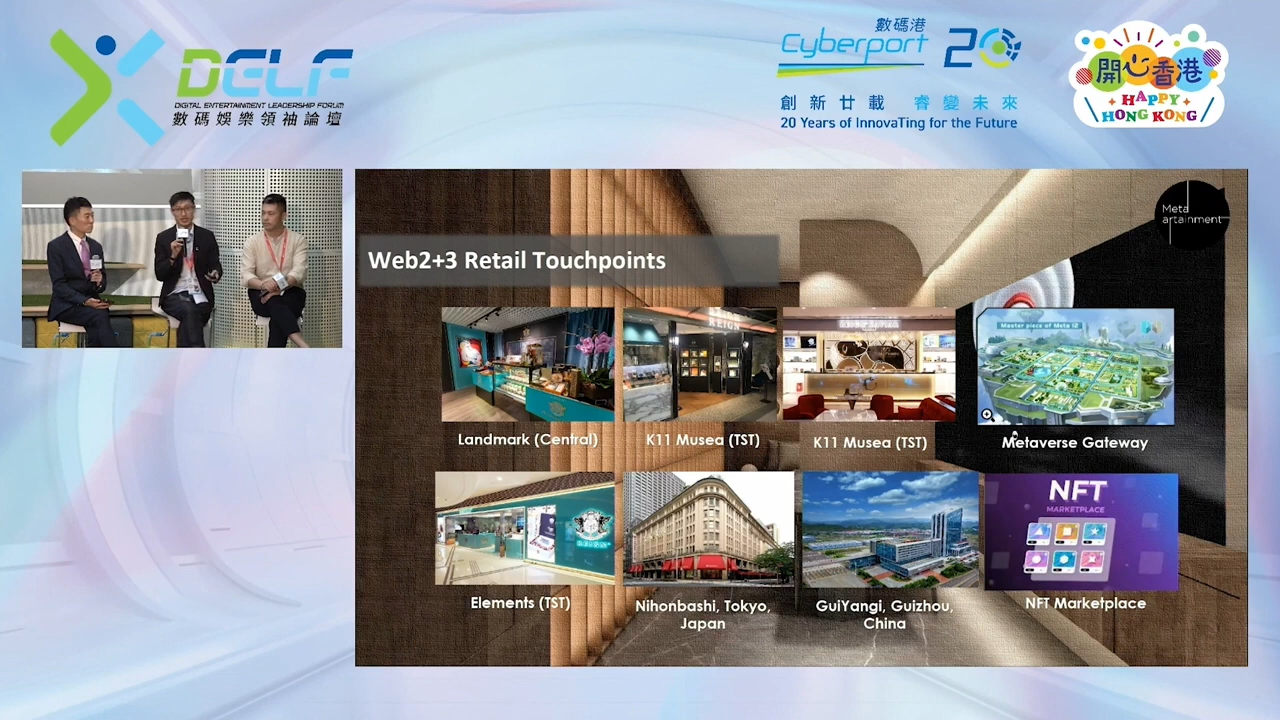 DELF
DIGITAL ENTERTAINMENT LEADERSHIP FORUM
數碼娛樂領袖論壇
數碼港
Cyberport 20
創新廿載 睿變未來
20 Years of InnovaTing for the Future
開心香港
HAPPY
HONG KONG
Meta
artainment
Web2+3 Retail Touchpoints
REIGN
Master piece of Meta iZ
Landmark (Central)
K11 Musea (TST)
K11 Musea (TST)
Metaverse Gateway
NFT
MARKETPLACE
Elements (TST)
Nihonbashi, Tokyo,
Japan
GuiYangi, Guizhou,
China
NFT Marketplace